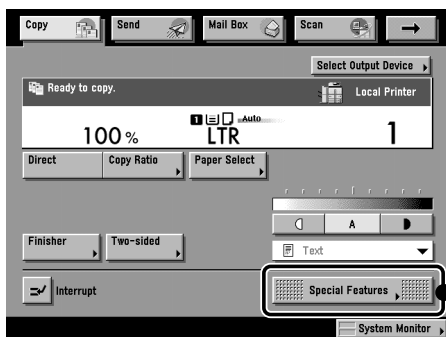 Copy
Send
Mail Box
Scan
Select Output Device
Ready to copy.
Local Printer
100 %
1 Auto
LTR
1
Direct
Copy Ratio
Paper Select
A
Finisher
Two-sided
Text
Interrupt
Special Features
System Monitor